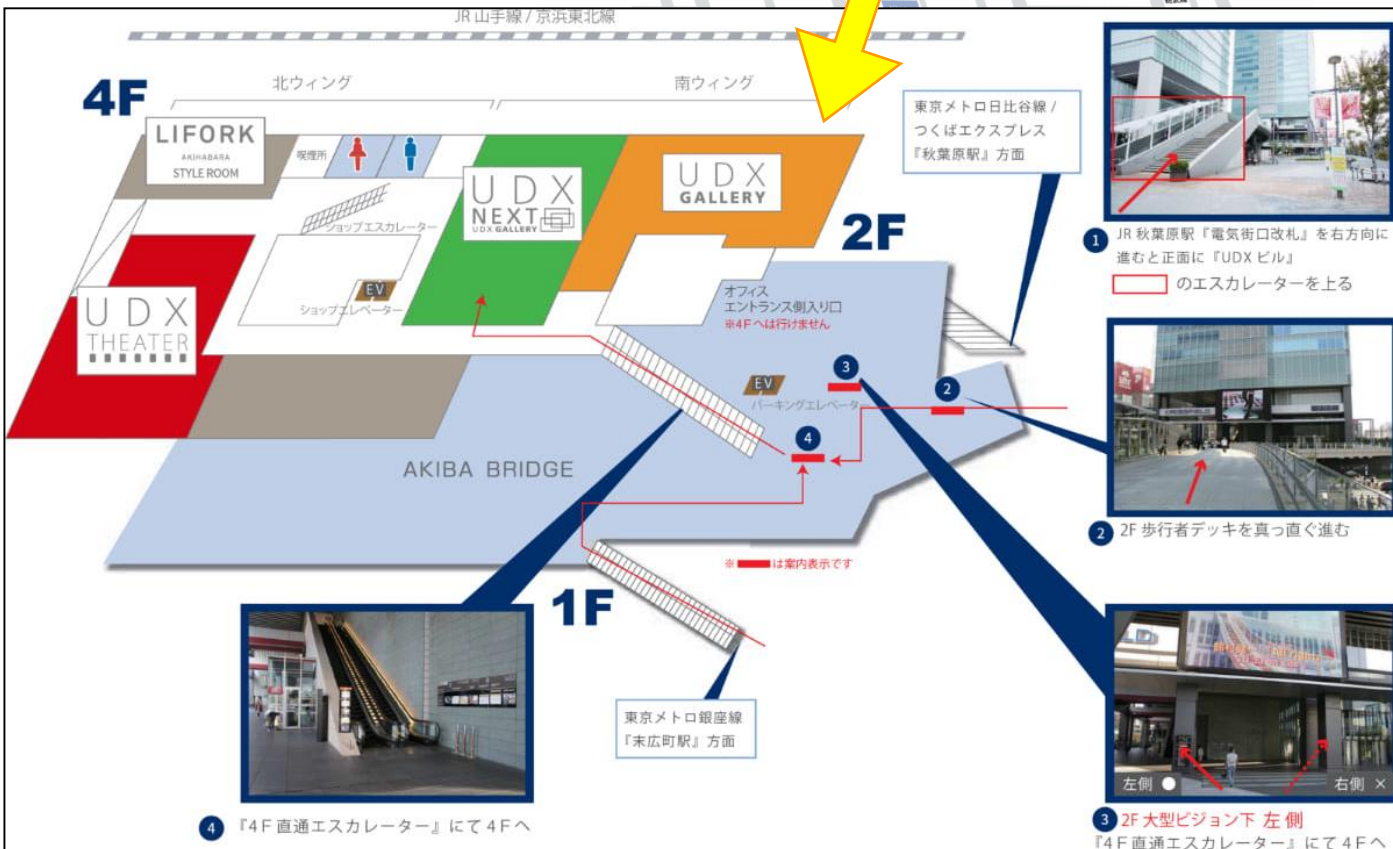 JR 山手線 / 京浜東北線
4F
北ウィング
南ウィング
LIFORK
AKIHABARA
STYLE ROOM
喫煙所
UDX
NEXT
UDX GALLERY
UDX
GALLERY
東京メトロ日比谷線 /
つくばエクスプレス
『秋葉原駅』方面
2F
ショップエスカレーター
EV
ショップエレベーター
UDX
THEATER
オフィス
エントランス側入り口
※4Fへは行けません
EV
パーキングエレベーター
3
2
4
AKIBA BRIDGE
※ は案内表示です
1F
東京メトロ銀座線
『末広町駅』方面
4 『4F 直通エスカレーター』にて 4F へ
1 JR 秋葉原駅『電気街口改札』を右方向に
進むと正面に『UDX ビル』
のエスカレーターを上る
2 2F 歩行者デッキを真っ直ぐ進む
左側 ● 右側 ×
3 2F 大型ビジョン下 左側
『4F 直通エスカレーター』にて 4F へ